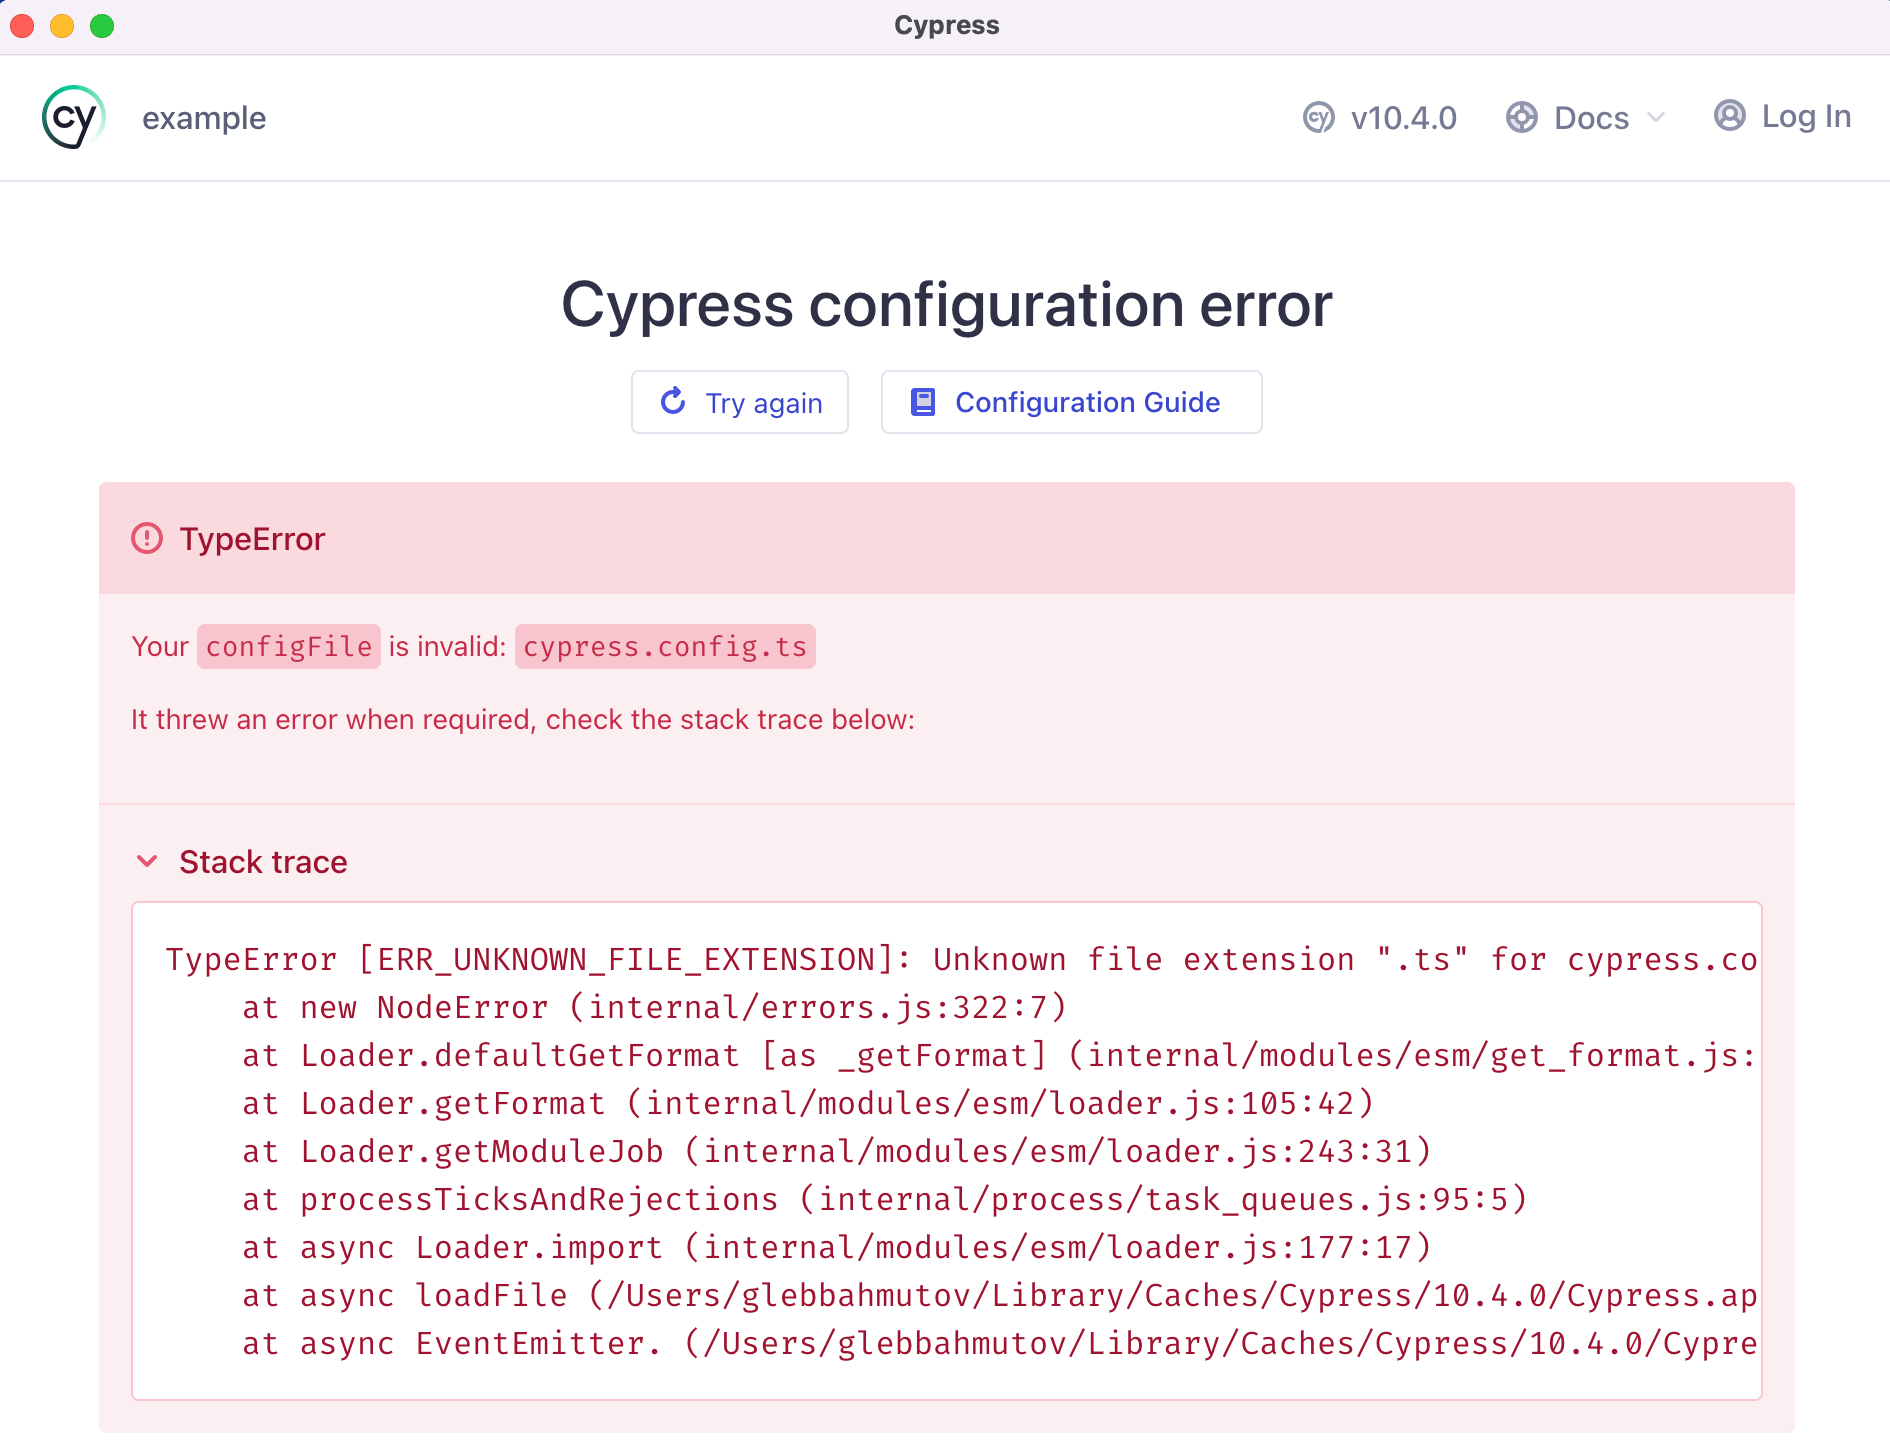 Cypress
cy example
cy v10.4.0 Docs Log In
Cypress configuration error
Try again Configuration Guide
TypeError
Your configFile is invalid: cypress.config.ts
It threw an error when required, check the stack trace below:
Stack trace
TypeError [ERR_UNKNOWN_FILE_EXTENSION]: Unknown file extension ".ts" for cypress.co
at new NodeError (internal/errors.js:322:7)
at Loader.defaultGetFormat [as _getFormat] (internal/modules/esm/get_format.js:
at Loader.getFormat (internal/modules/esm/loader.js:105:42)
at Loader.getModuleJob (internal/modules/esm/loader.js:243:31)
at processTicksAndRejections (internal/process/task_queues.js:95:5)
at async Loader.import (internal/modules/esm/loader.js:177:17)
at async loadFile (/Users/glebbahmutov/Library/Caches/Cypress/10.4.0/Cypress.ap
at async EventEmitter. (/Users/glebbahmutov/Library/Caches/Cypress/10.4.0/Cypre